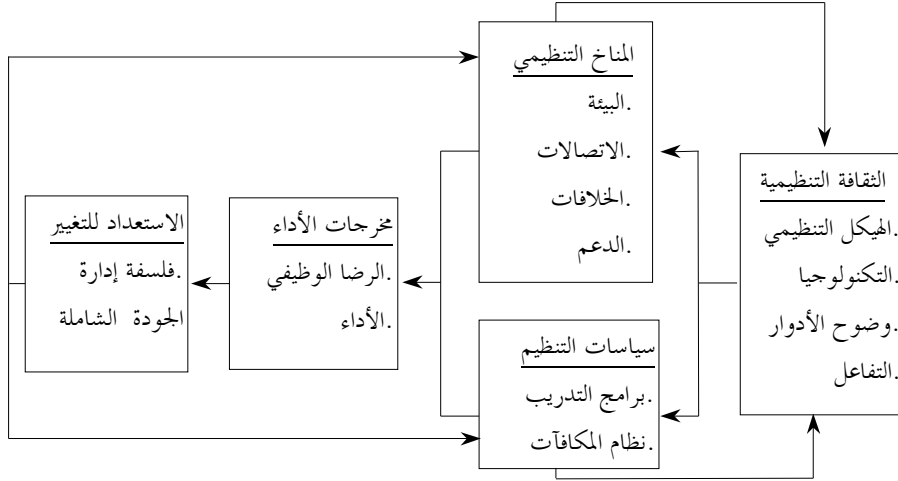 المناخ التنظيمي
.البيئة
.الاتصالات
.الخلافات
.الدعم
الثقافة التنظيمية
.الهيكل التنظيمي
.التكنولوجيا
.وضوح الأدوار
.التفاعل
مخرجات الأداء
.الرضا الوظيفي
.الأداء
الاستعداد للتغيير
.فلسفة إدارة
الجودة الشاملة
سياسات التنظيم
.برامج التدريب
.نظام المكافآت